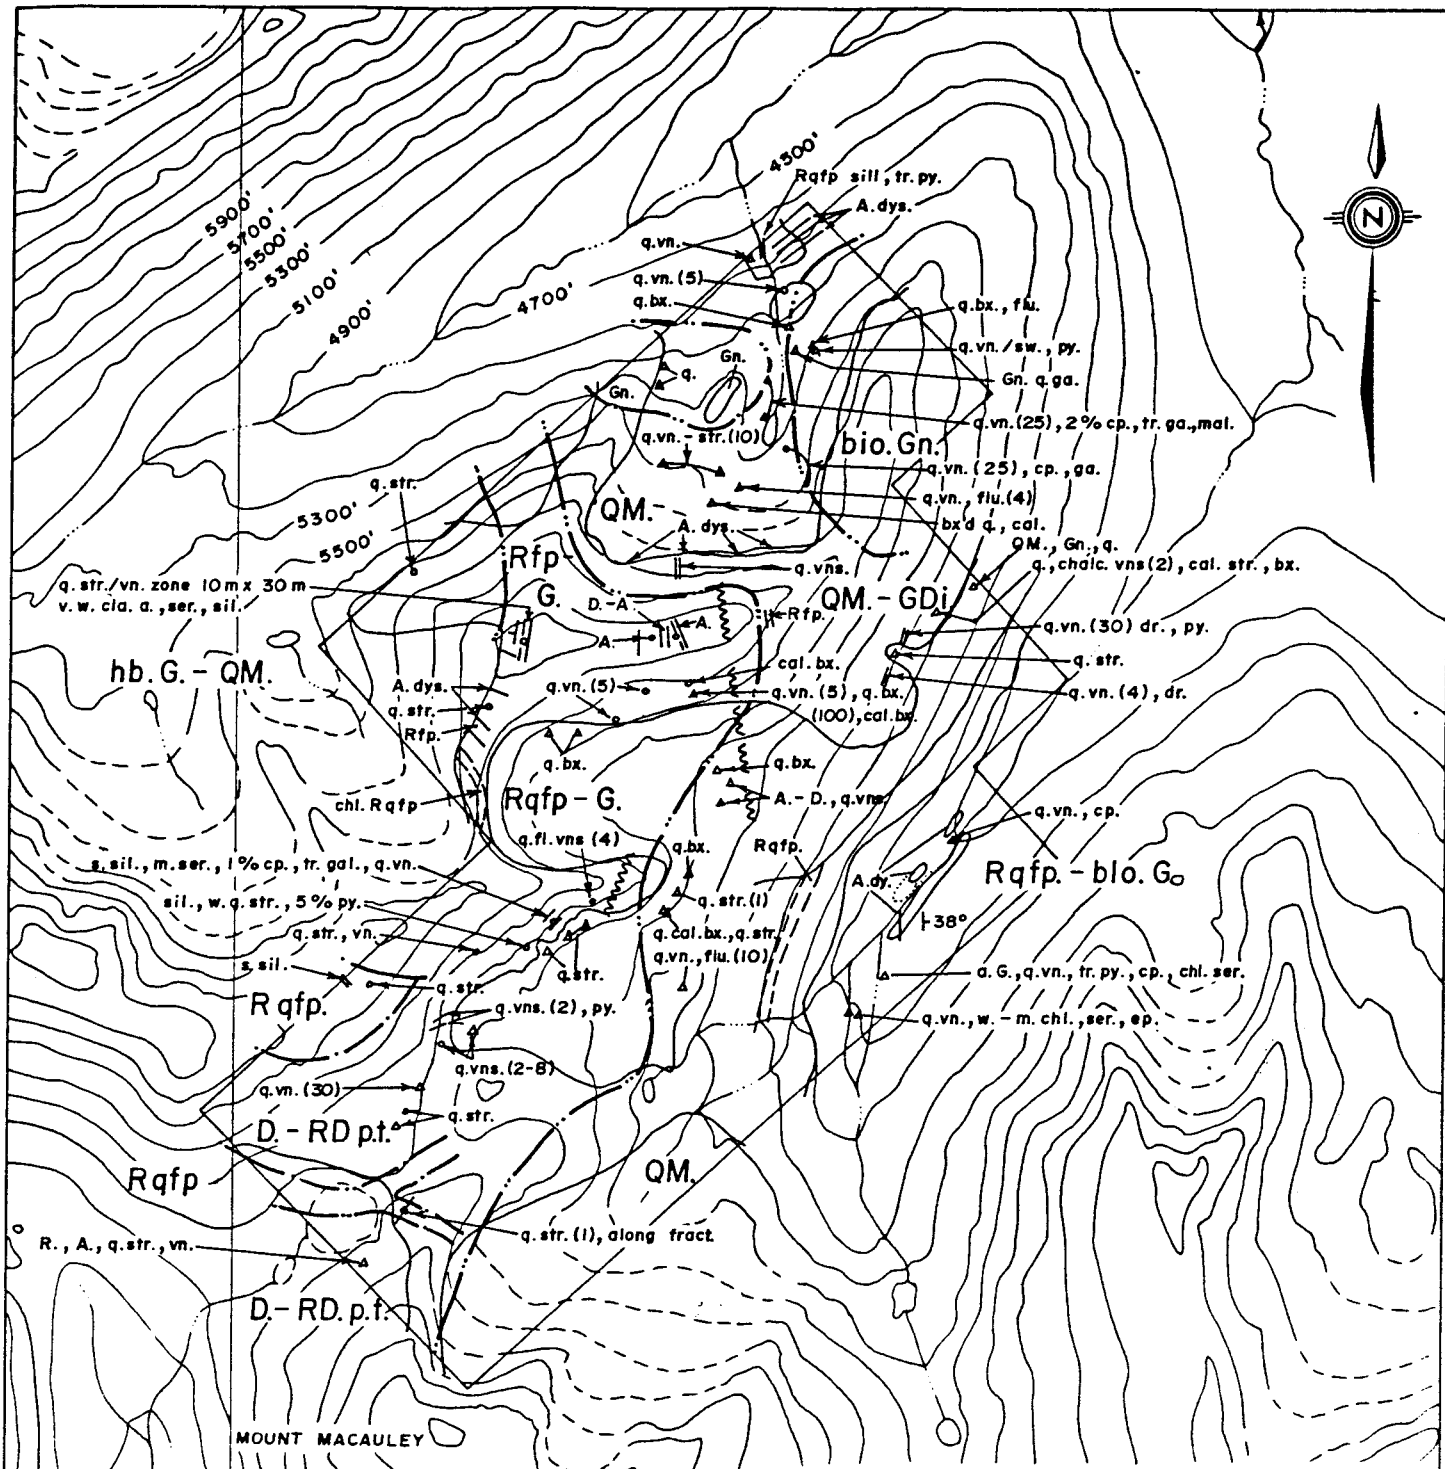 4500'
Rqfp sill, tr. py.
A. dys.
5900'
5700'
5500'
5300'
5100'
4900'
4700'
N
q.vn.
q.vn. (5)
q.bx.
q.bx., flu.
q.vn./sw., py.
Gn. q.ga.
Gn.
q.
Gn.
q.vn.(25), 2% cp., tr. ga., mal.
q.vn.-str.(10)
bio. Gn.
q.vn. (25), cp., ga.
q.str.
5300'
QM.
q.vn., flu.(4)
bx'd q., cal.
A. dys.
5500'
QM., Gn., q.
Rfp-
G.
q., chalc. vns(2), cal. str., bx.
q.vns.
q. str./vn. zone 10m x 30m
v. w. cla. a., ser., sil.
D.-A.
QM.-GDi
A.
Rfp.
q.vn.(30) dr., py.
A.
q. str.
hb. G.-QM.
cal.bx.
A. dys.
q.vn.(5)
q.vn.(5), q.bx.
(100), cal.bx.
q.vn.(4), dr.
q. str.
Rfp.
q.bx.
q.bx.
chl. Rqfp
Rqfp-G.
A.-D., q.vns
q.vn., cp.
q.fl.vns (4)
q.bx.
Rqfp.
s. sil., m. ser., 1% cp., tr. gal., q.vn.
A.dy.
Rqfp.-bio. G.
sil., w.q.str., 5% py.
q. str.(1)
q. str., vn.
q.cal.bx., q.str.
38°
s. sil.
q.str.
q.vn., flu.(10)
a. G., q.vn., tr. py., cp., chl. ser.
Rqfp.
q. str.
q.vns.(2), py.
q.vn., w.-m. chl., ser., ep.
q.vns.(2-8)
q.vn. (30)
q. str.
D.-RD p.t.
Rqfp
QM.
q. str.(1), along fract.
R., A., q. str., vn.
D.-RD. p.t.
MOUNT MACAULEY